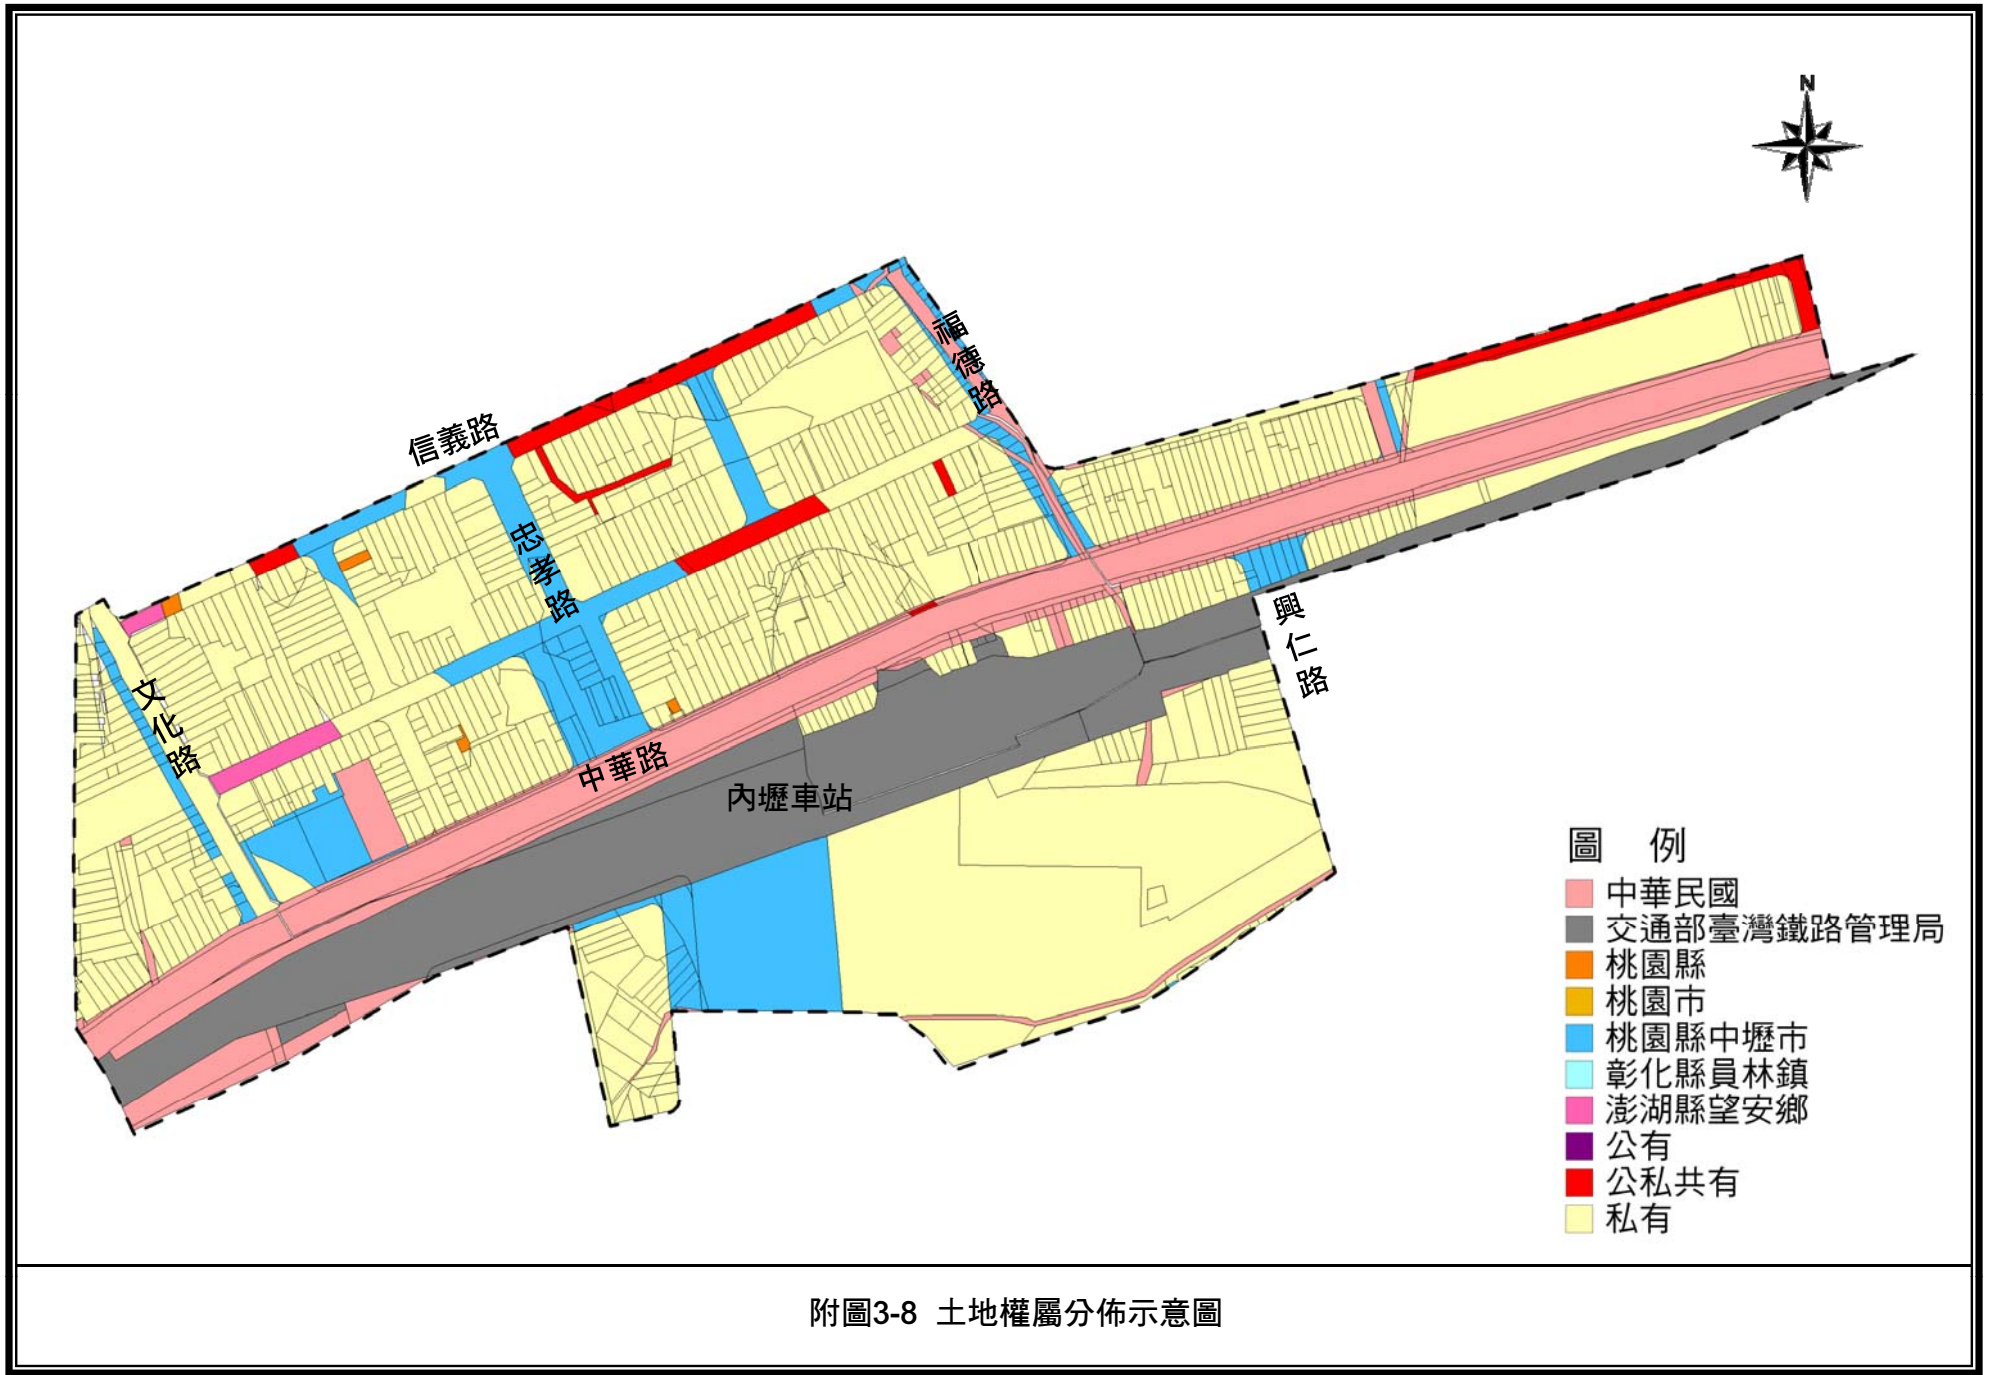 N
福德路
信義路
忠孝路
興仁路
文化路
中華路
內壢車站
圖 例
中華民國
交通部臺灣鐵路管理局
桃園縣
桃園市
桃園縣中壢市
彰化縣員林鎮
澎湖縣望安鄉
公有
公私共有
私有
附圖3-8 土地權屬分佈示意圖